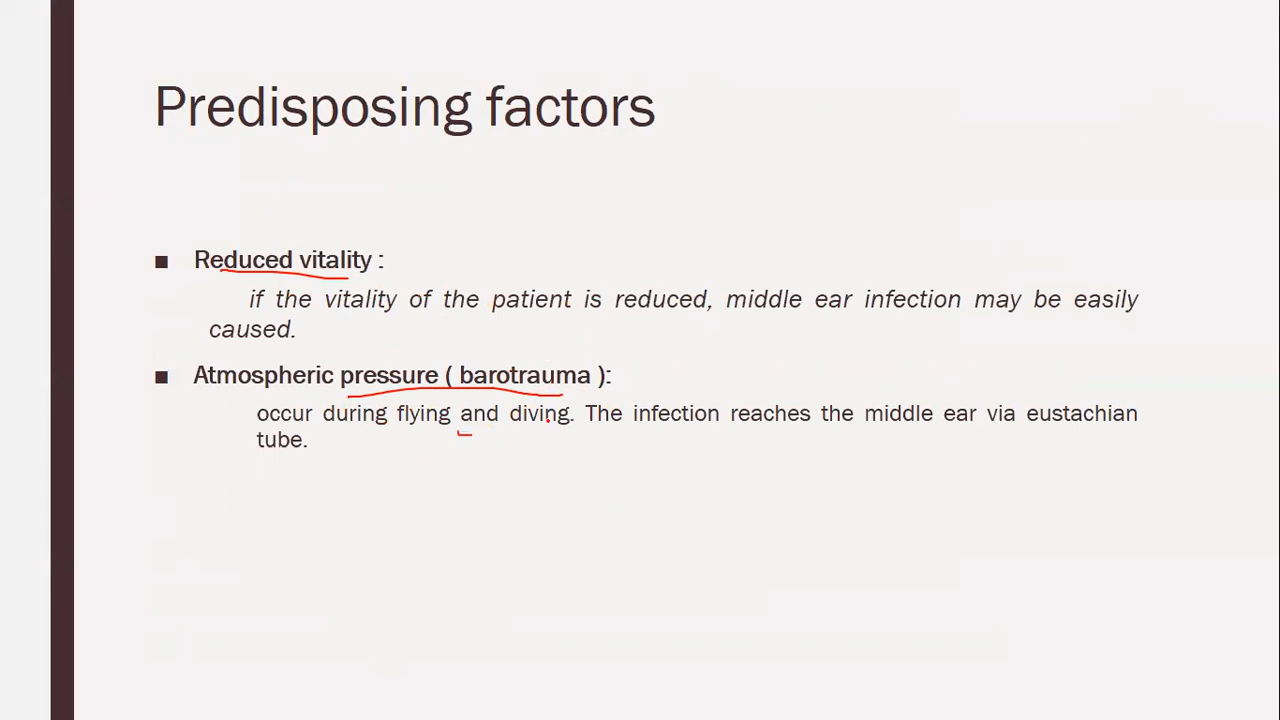 Predisposing factors
■ Reduced vitality :
if the vitality of the patient is reduced, middle ear infection may be easily
caused.
■ Atmospheric pressure ( barotrauma ):
occur during flying and diving. The infection reaches the middle ear via eustachian
tube.